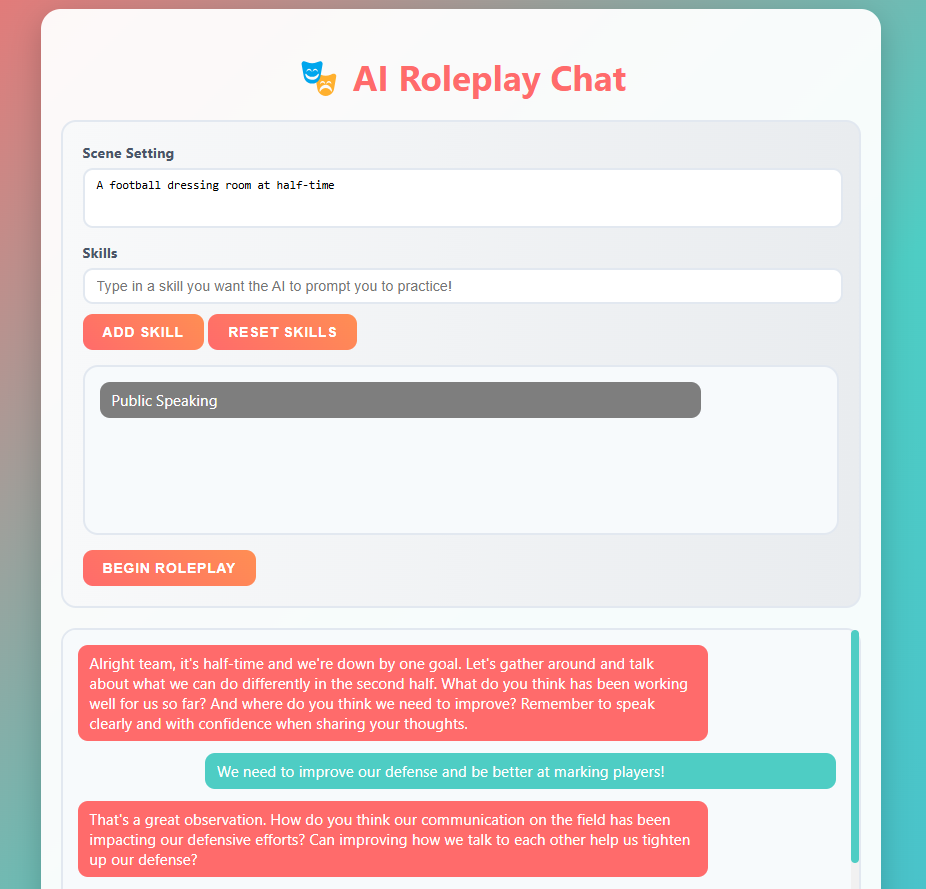 AI Roleplay Chat
Scene Setting
A football dressing room at half-time
Skills
Type in a skill you want the AI to prompt you to practice!
ADD SKILL
RESET SKILLS
Public Speaking
BEGIN ROLEPLAY
Alright team, it's half-time and we're down by one goal. Let's gather around and talk
about what we can do differently in the second half. What do you think has been working
well for us so far? And where do you think we need to improve? Remember to speak
clearly and with confidence when sharing your thoughts.
We need to improve our defense and be better at marking players!
That's a great observation. How do you think our communication on the field has been
impacting our defensive efforts? Can improving how we talk to each other help us tighten
up our defense?